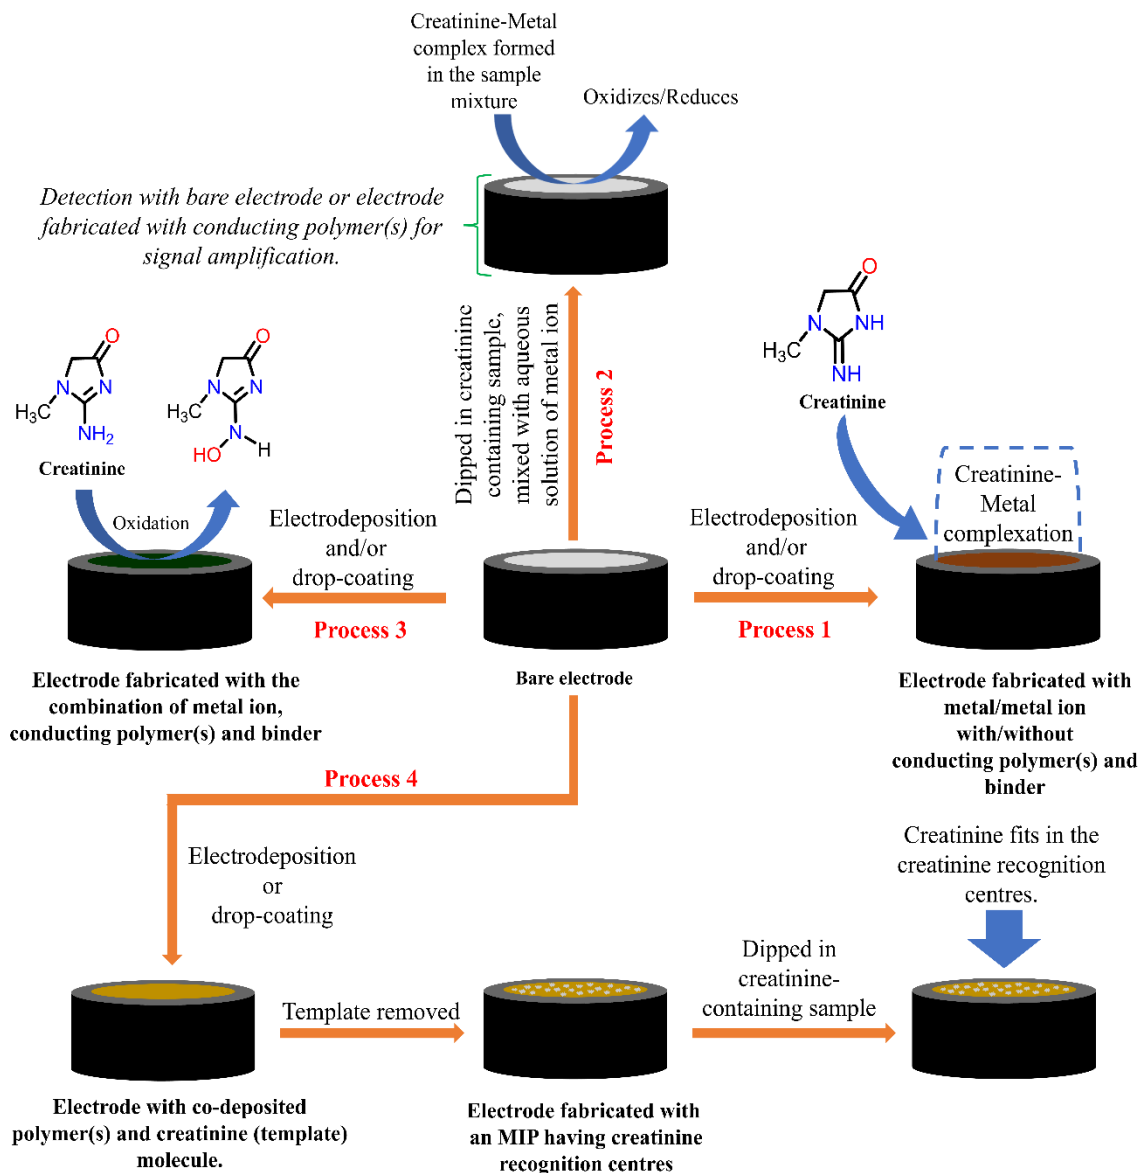 Creatinine-Metal
complex formed
in the sample
mixture
Oxidizes/Reduces
Detection with bare electrode or electrode
fabricated with conducting polymer(s) for
signal amplification.
Dipped in creatinine
containing sample,
mixed with aqueous
solution of metal ion
Process 2
O
N
N
H₃C
NH₂
Creatinine
O
N
N
H₃C
N
HO
H
Oxidation
O
N
NH
H₃C
NH
Creatinine
Creatinine-
Metal
complexation
Electrodeposition
and/or
drop-coating
Process 3
Electrodeposition
and/or
drop-coating
Process 1
Electrode fabricated with the
combination of metal ion,
conducting polymer(s) and binder
Bare electrode
Electrode fabricated with
metal/metal ion
with/without
conducting polymer(s) and
binder
Process 4
Electrodeposition
or
drop-coating
Creatinine fits in the
creatinine recognition
centres.
Template removed
Dipped in
creatinine-
containing sample
Electrode with co-deposited
polymer(s) and creatinine (template)
molecule.
Electrode fabricated with
an MIP having creatinine
recognition centres